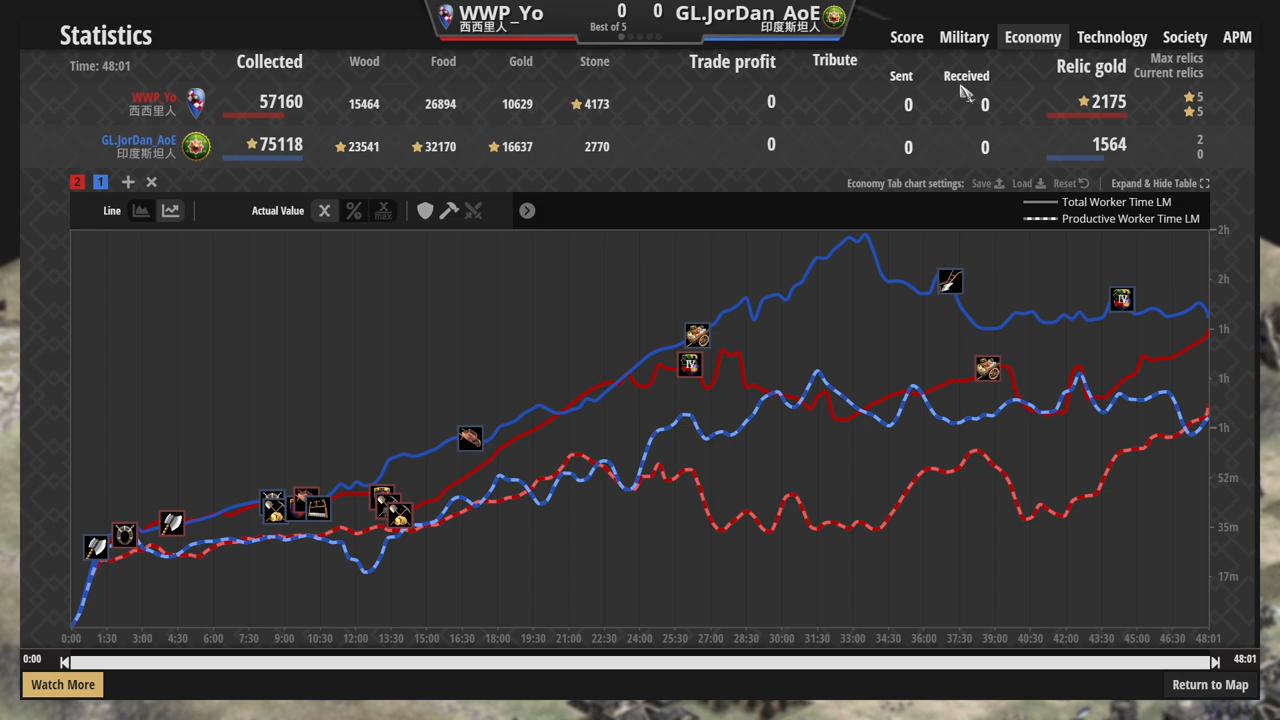 WWP_Yo
西西里人
0
0
Best of 5
GL.JorDan_AoE
印度斯坦人
Statistics
Score
Military
Economy
Technology
Society
APM
Time: 48:01
Collected
Wood
Food
Gold
Stone
Trade profit
Tribute
Sent
Received
Relic gold
Max relics
Current relics
WWP_Yo
西西里人
57160
15464
26894
10629
4173
0
0
0
2175
5
5
GL.JorDan_AoE
印度斯坦人
75118
23541
32170
16637
2770
0
0
0
1564
2
0
2
1
Economy Tab chart settings:
Save
Load
Reset
Expand & Hide Table
Line
Actual Value
X
%
X
max
Total Worker Time LM
Productive Worker Time LM
2h
2h
1h
1h
1h
52m
35m
17m
IV
IV
0:00
1:30
3:00
4:30
6:00
7:30
9:00
10:30
12:00
13:30
15:00
16:30
18:00
19:30
21:00
22:30
24:00
25:30
27:00
28:30
30:00
31:30
33:00
34:30
36:00
37:30
39:00
40:30
42:00
43:30
45:00
46:30
48:01
0:00
48:01
Watch More
Return to Map